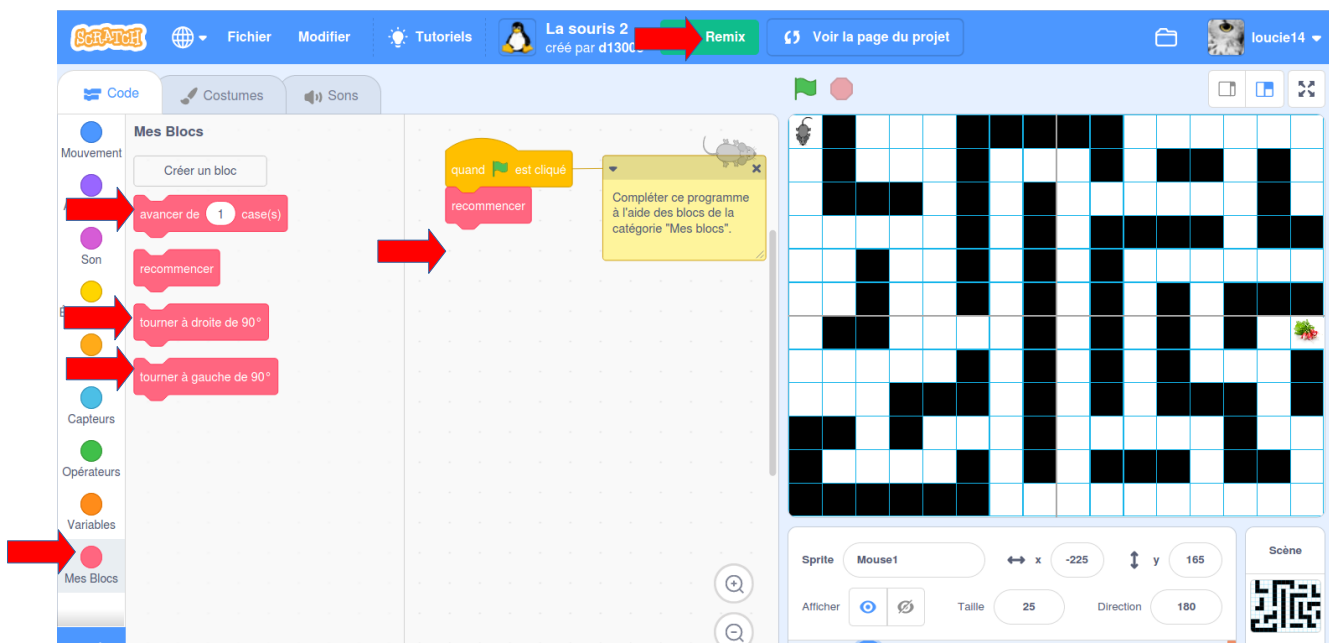 SCRATCH
Fichier
Modifier
Tutoriels
La souris 2
créé par
Remix
Voir la page du projet
loucie14
Code
Costumes
Sons
Mouvement
Son
Capteurs
Opérateurs
Variables
Mes Blocs
Mes Blocs
Créer un bloc
avancer de 1 case(s)
recommencer
tourner à droite de 90°
tourner à gauche de 90°
quand est cliqué
recommencer
Compléter ce programme
à l'aide des blocs de la
catégorie "Mes blocs".
Sprite Mouse1 x -225 y 165
Afficher Taille 25 Direction 180
Scène